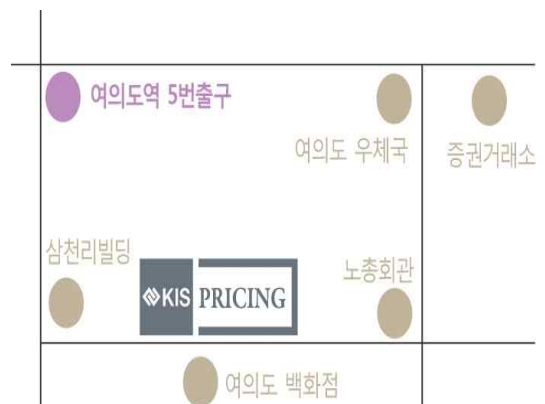 여의도역 5번출구
여의도 우체국
증권거래소
삼천리빌딩
노총회관
KIS PRICING
여의도 백화점